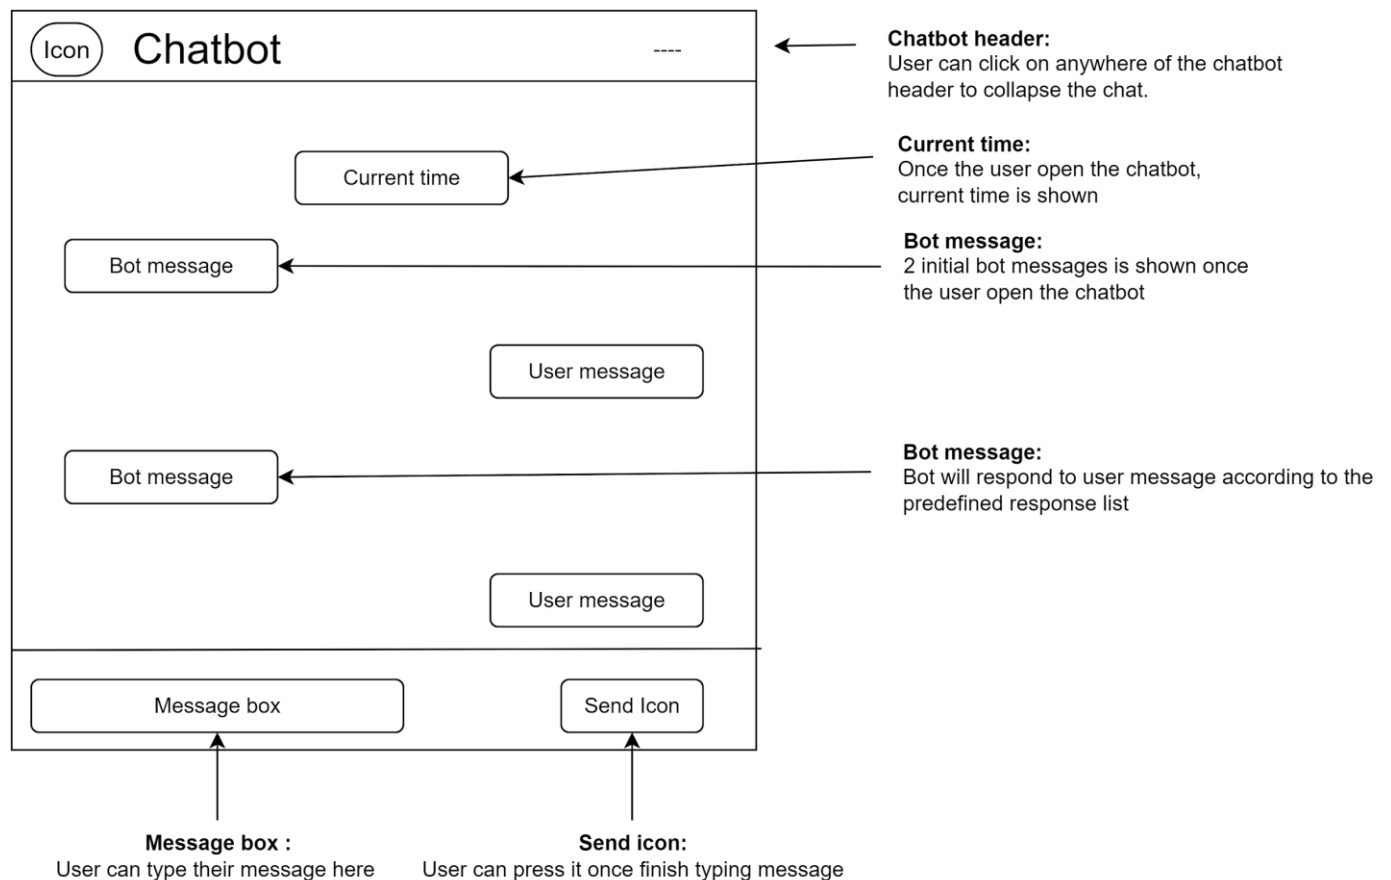 Icon
Chatbot
----
Chatbot header:
User can click on anywhere of the chatbot
header to collapse the chat.
Current time
Current time:
Once the user open the chatbot,
current time is shown
Bot message
Bot message:
2 initial bot messages is shown once
the user open the chatbot
User message
Bot message
Bot message:
Bot will respond to user message according to the
predefined response list
User message
Message box
Send Icon
Message box :
User can type their message here
Send icon:
User can press it once finish typing message